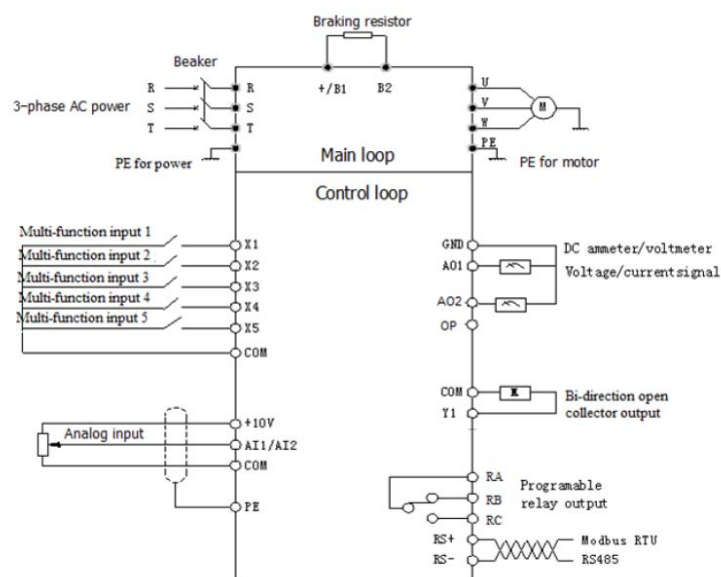 Braking resistor
Beaker
R
S
T
3-phase AC power
R
S
T
+/B1
B2
U
V
W
M
PE
PE for power
PE for motor
Main loop
Control loop
Multi-function input 1
Multi-function input 2
Multi-function input 3
Multi-function input 4
Multi-function input 5
X1
X2
X3
X4
X5
COM
GND
AO1
AO2
OP
DC ammeter/voltmeter
Voltage/currentsignal
COM
Y1
Bi-direction open
collector output
+10V
Analog input
AI1/AI2
COM
PE
RA
RB
RC
Programable
relay output
RS+
RS-
Modbus RTU
RS485